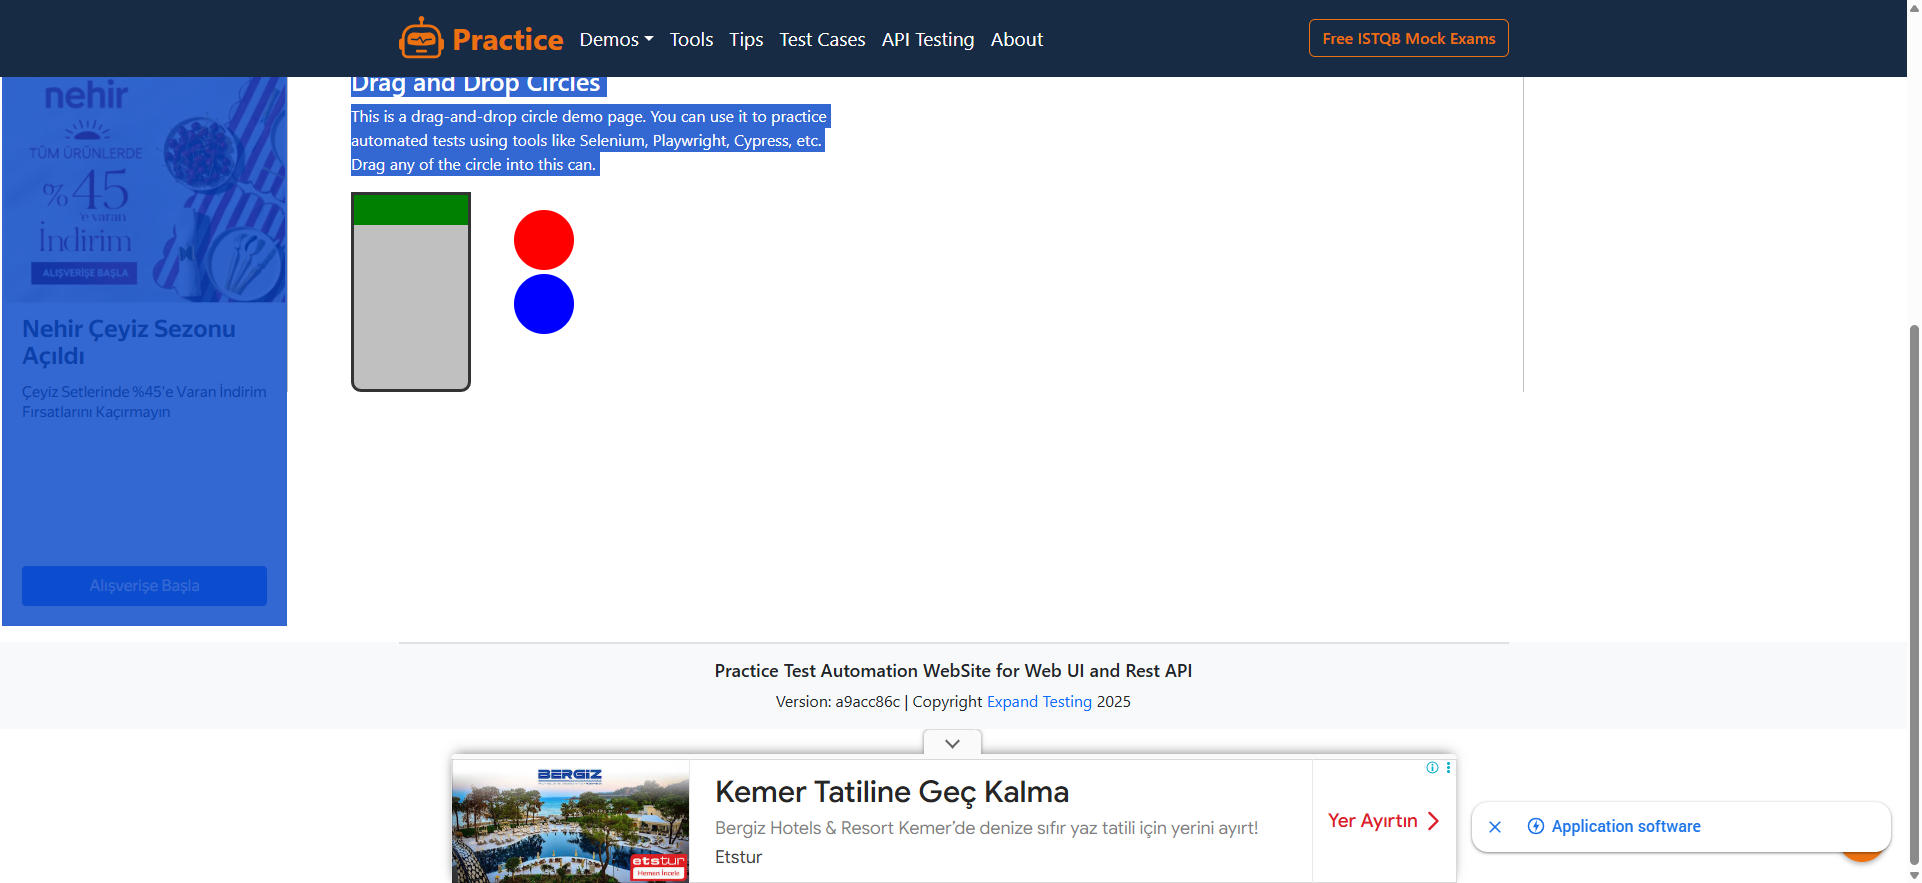 Practice
Demos
Tools
Tips
Test Cases
API Testing
About
Free ISTQB Mock Exams
nehir
TÜM ÜRÜNLERDE
%45
'e varan
İndirim
ALIŞVERİŞE BAŞLA
Nehir Çeyiz Sezonu
Açıldı
Çeyiz Setlerinde %45'e Varan İndirim
Fırsatlarını Kaçırmayın
Alışverişe Başla
Drag and Drop Circles
This is a drag-and-drop circle demo page. You can use it to practice
automated tests using tools like Selenium, Playwright, Cypress, etc.
Drag any of the circle into this can.
Practice Test Automation WebSite for Web UI and Rest API
Version: a9acc86c | Copyright Expand Testing 2025
BERGİZ
etstur
Hemen İncele
Kemer Tatiline Geç Kalma
Bergiz Hotels & Resort Kemer’de denize sıfır yaz tatili için yerini ayırt!
Etstur
Yer Ayırtın
Application software